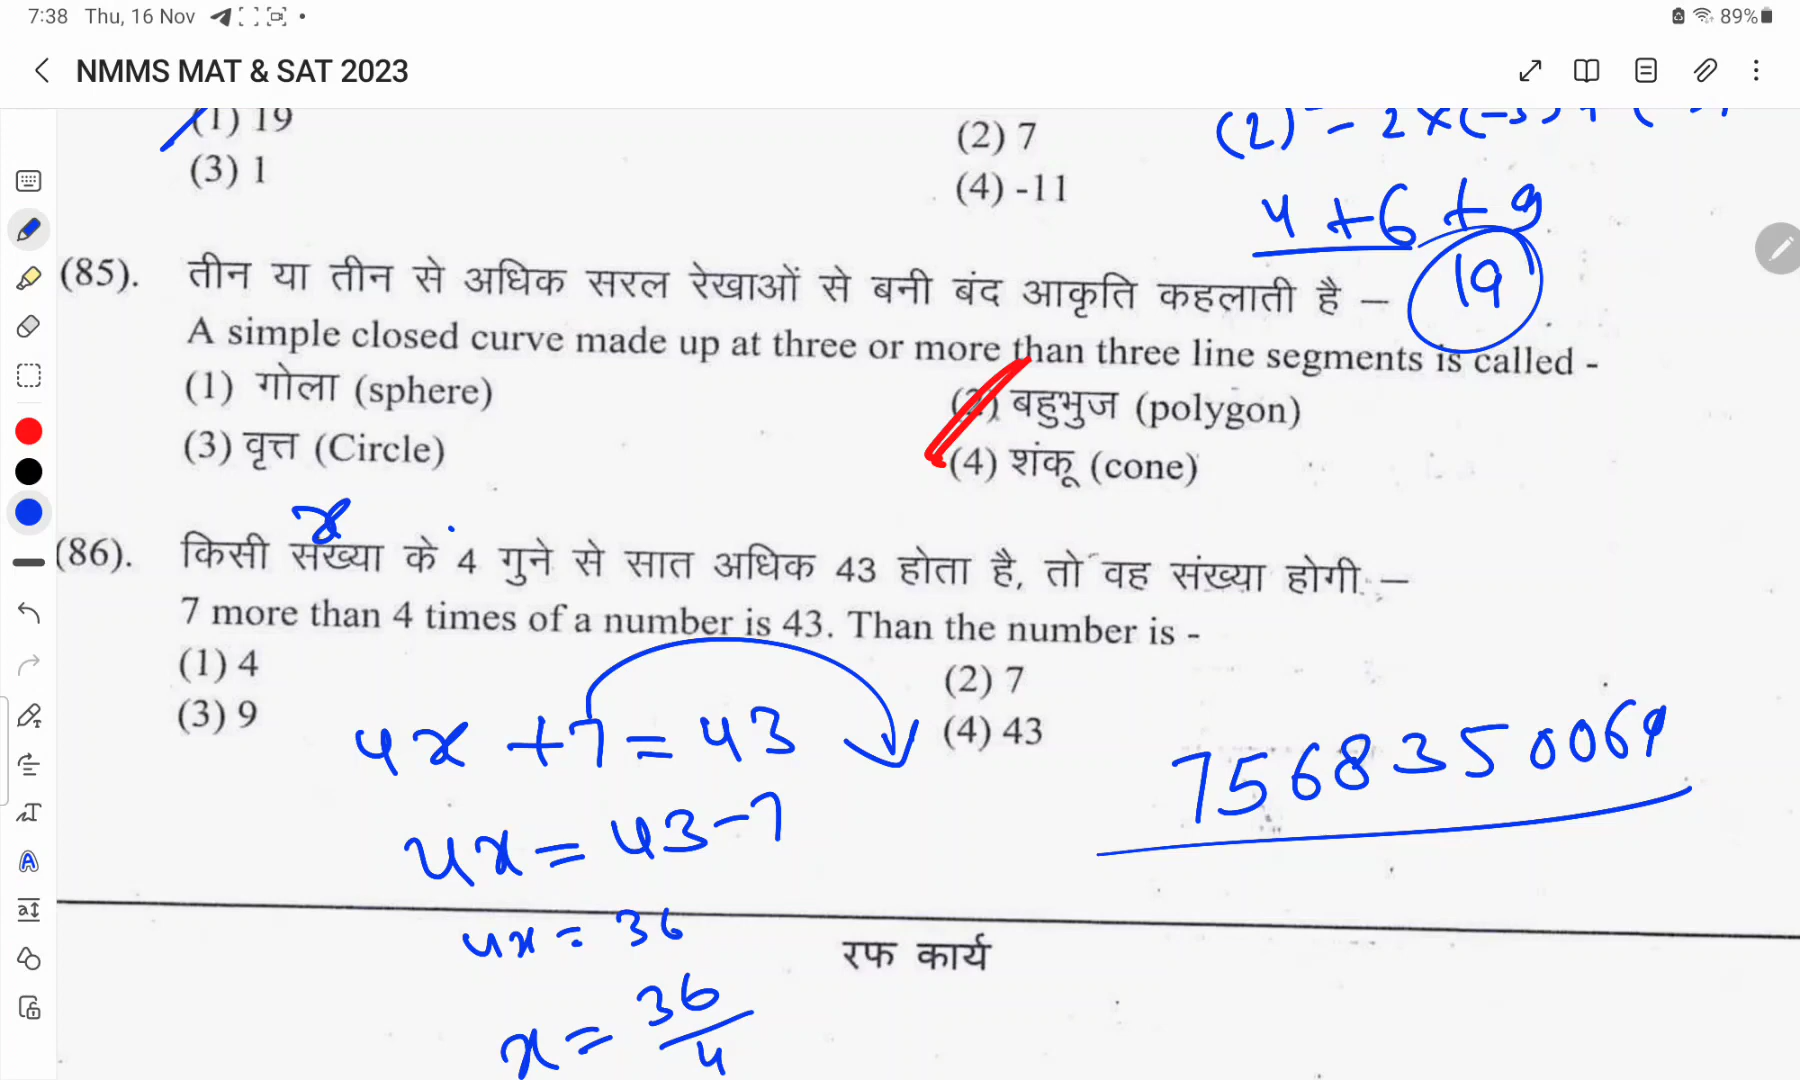 7:38 Thu, 16 Nov
89%
NMMS MAT & SAT 2023
(1) 19
(2) 7
(3) 1
(4) -11
4 + 6 + 9
19
(85). तीन या तीन से अधिक सरल रेखाओं से बनी बंद आकृति कहलाती है –
A simple closed curve made up at three or more than three line segments is called -
(1) गोला (sphere)
(2) बहुभुज (polygon)
(3) वृत्त (Circle)
(4) शंकू (cone)
x
(86). किसी संख्या के 4 गुने से सात अधिक 43 होता है, तो वह संख्या होगी –
7 more than 4 times of a number is 43. Than the number is -
(1) 4
(2) 7
(3) 9
(4) 43
4x + 7 = 43
7568350069
4x = 43 - 7
4x = 36
रफ कार्य
x = 36/4